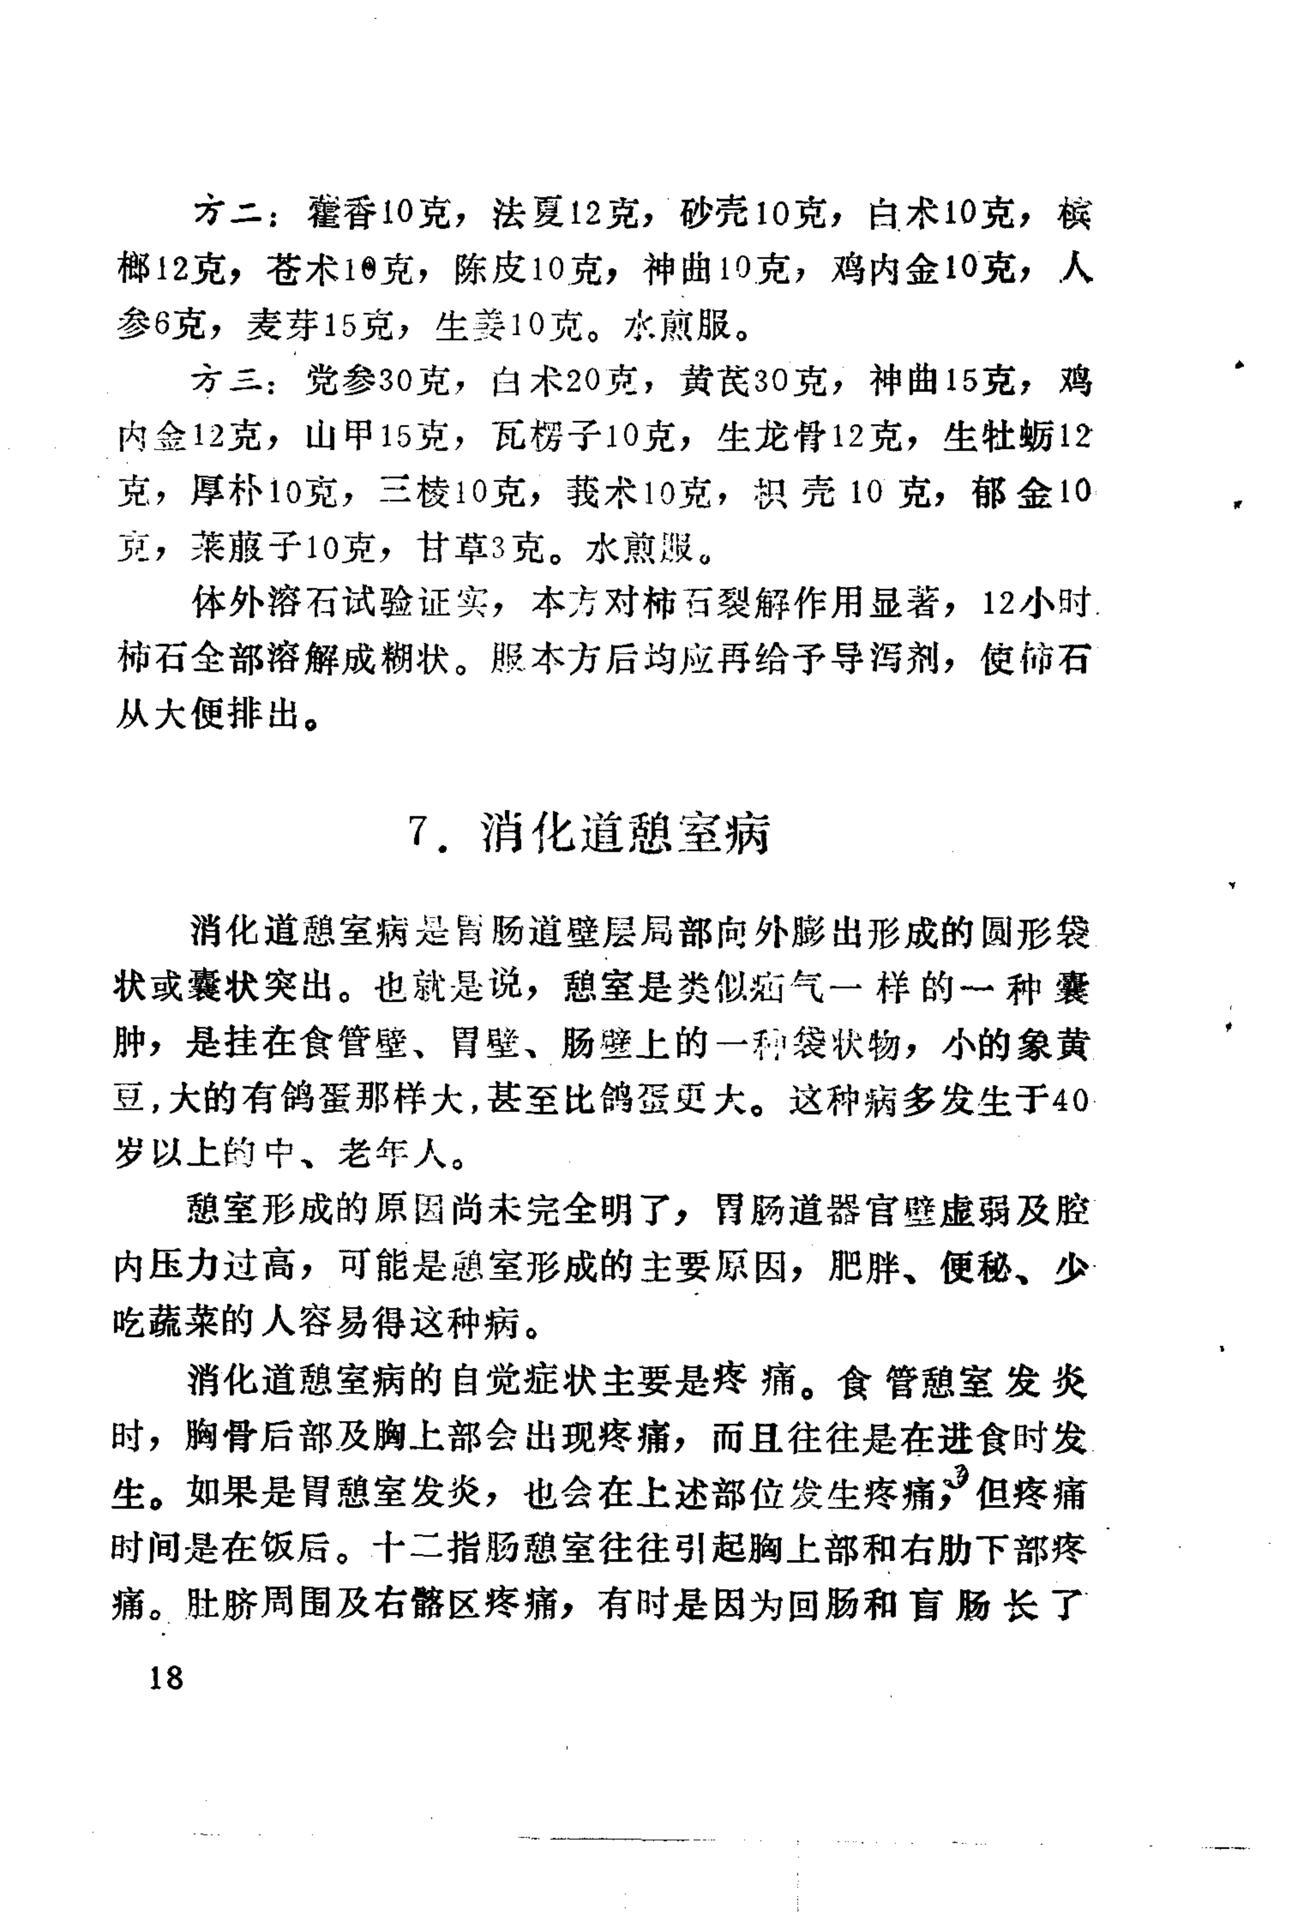 方二：藿香10克，法夏12克，砂壳10克，白术10克，槟
榔12克，苍术10克，陈皮10克，神曲10克，鸡内金10克，人
参6克，麦芽15克，生姜10克。水煎服。
方三：党参30克，白术20克，黄芪30克，神曲15克，鸡
内金12克，山甲15克，瓦楞子10克，生龙骨12克，生牡蛎12
克，厚朴10克，三棱10克，莪术10克，枳壳10克，郁金10
克，莱菔子10克，甘草3克。水煎服。
体外溶石试验证实，本方对柿石裂解作用显著，12小时
柿石全部溶解成糊状。服本方后均应再给予导泻剂，使柿石
从大便排出。
7．消化道憩室病
消化道憩室病是胃肠道壁层局部向外膨出形成的圆形袋
状或囊状突出。也就是说，憩室是类似疝气一样的一种囊
肿，是挂在食管壁、胃壁、肠壁上的一种袋状物，小的象黄
豆，大的有鸽蛋那样大，甚至比鸽蛋更大。这种病多发生于40
岁以上的中、老年人。
憩室形成的原因尚未完全明了，胃肠道器官壁虚弱及腔
内压力过高，可能是憩室形成的主要原因，肥胖、便秘、少
吃蔬菜的人容易得这种病。
消化道憩室病的自觉症状主要是疼痛。食管憩室发炎
时，胸骨后部及胸上部会出现疼痛，而且往往是在进食时发
生。如果是胃憩室发炎，也会在上述部位发生疼痛，但疼痛
时间是在饭后。十二指肠憩室往往引起胸上部和右肋下部疼
痛。肚脐周围及右髂区疼痛，有时是因为回肠和盲肠长了
18